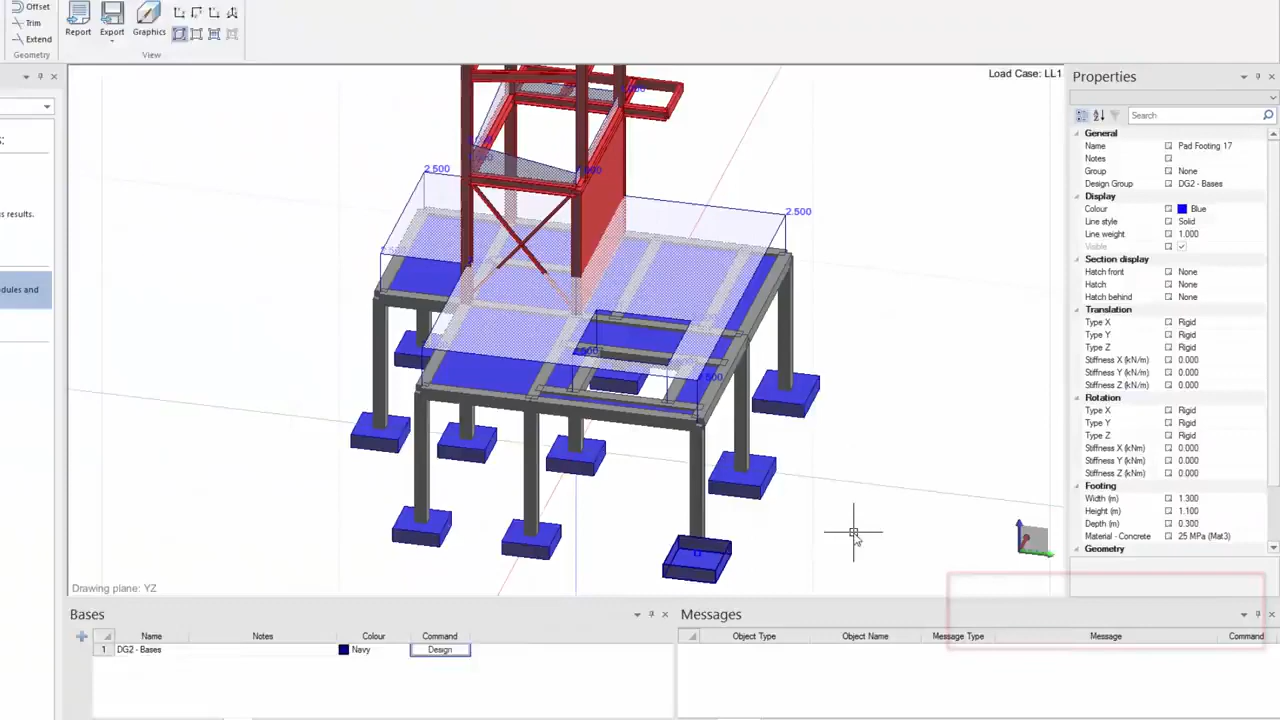 Offset
Trim
Extend
Geometry
Report
Export
Graphics
View
s:
us results.
dules and
Load Case: LL1
2.500
2.500
Drawing plane: YZ
Properties
Search
General
Name Pad Footing 17
Notes
Group None
Design Group DG2 - Bases
Display
Colour Blue
Line style Solid
Line weight 1.000
Visible
Section display
Hatch front None
Hatch None
Hatch behind None
Translation
Type X Rigid
Type Y Rigid
Type Z Rigid
Stiffness X (kN/m) 0.000
Stiffness Y (kN/m) 0.000
Stiffness Z (kN/m) 0.000
Rotation
Type X Rigid
Type Y Rigid
Type Z Rigid
Stiffness X (kNm) 0.000
Stiffness Y (kNm) 0.000
Stiffness Z (kNm) 0.000
Footing
Width (m) 1.300
Height (m) 1.100
Depth (m) 0.300
Material - Concrete 25 MPa (Mat3)
Geometry
Bases
Name Notes Colour Command
1 DG2 - Bases Navy Design
Messages
Object Type Object Name Message Type Message Command